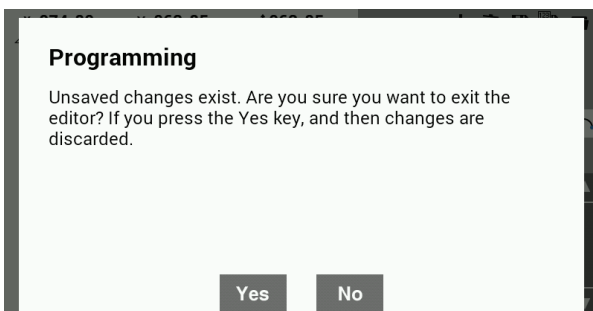 Programming
Unsaved changes exist. Are you sure you want to exit the
editor? If you press the Yes key, and then changes are
discarded.
Yes
No